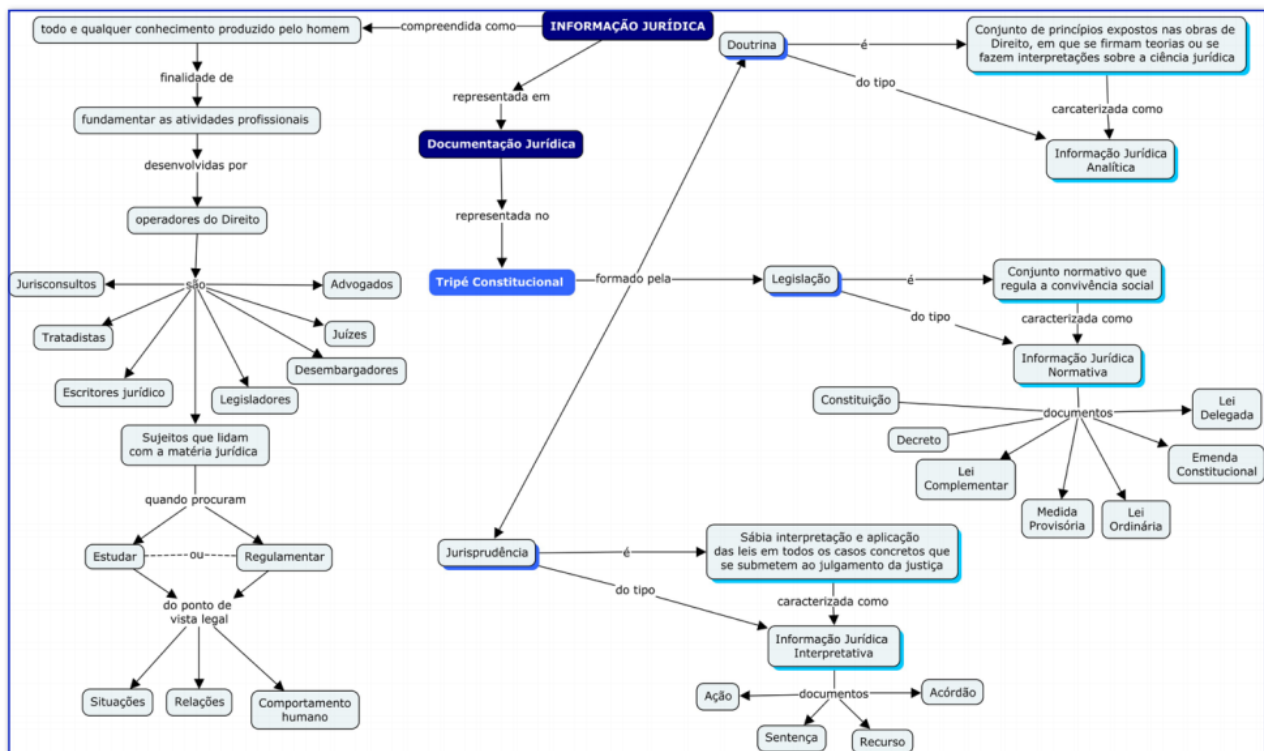 todo e qualquer conhecimento produzido pelo homem
compreendida como
INFORMAÇÃO JURÍDICA
finalidade de
fundamentar as atividades profissionais
desenvolvidas por
operadores do Direito
são
Jurisconsultos
Advogados
Tratadistas
Juízes
Escritores jurídico
Legisladores
Desembargadores
Sujeitos que lidam
com a matéria jurídica
quando procuram
Estudar
ou
Regulamentar
do ponto de
vista legal
Situações
Relações
Comportamento
humano
representada em
Documentação Jurídica
representada no
Tripé Constitucional
formado pela
Doutrina
é
Conjunto de princípios expostos nas obras de
Direito, em que se firmam teorias ou se
fazem interpretações sobre a ciência jurídica
do tipo
carcaterizada como
Informação Jurídica
Analítica
Legislação
é
Conjunto normativo que
regula a convivência social
do tipo
caracterizada como
Informação Jurídica
Normativa
documentos
Constituição
Decreto
Lei
Complementar
Medida
Provisória
Lei
Ordinária
Emenda
Constitucional
Lei
Delegada
Jurisprudência
é
Sábia interpretação e aplicação
das leis em todos os casos concretos que
se submetem ao julgamento da justiça
do tipo
caracterizada como
Informação Jurídica
Interpretativa
documentos
Ação
Sentença
Recurso
Acórdão